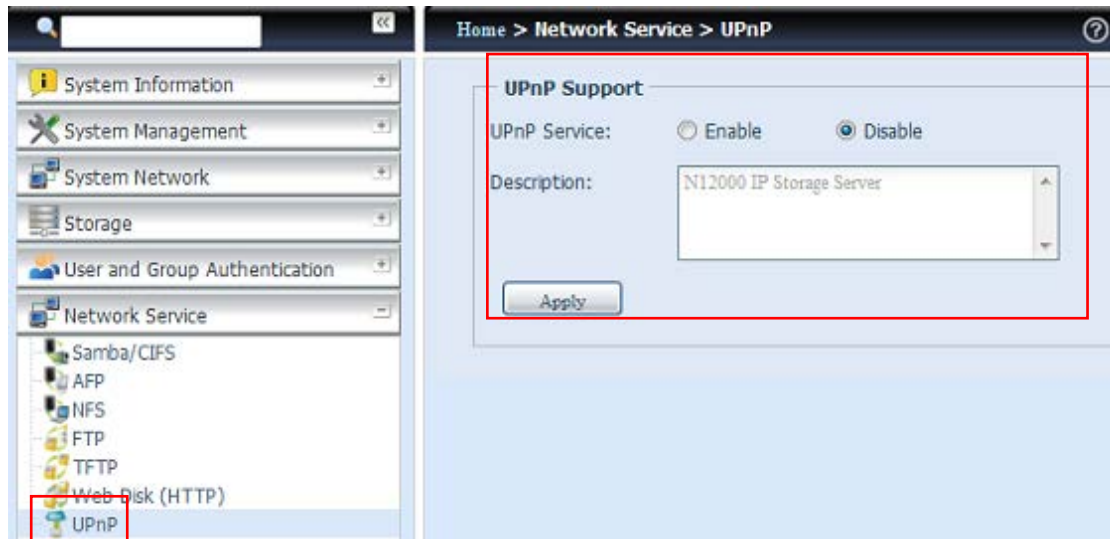 Home > Network Service > UPnP
System Information
System Management
System Network
Storage
User and Group Authentication
Network Service
Samba/CIFS
AFP
NFS
FTP
TFTP
Web Disk (HTTP)
UPnP
UPnP Support
UPnP Service: Enable Disable
Description: N12000 IP Storage Server
Apply